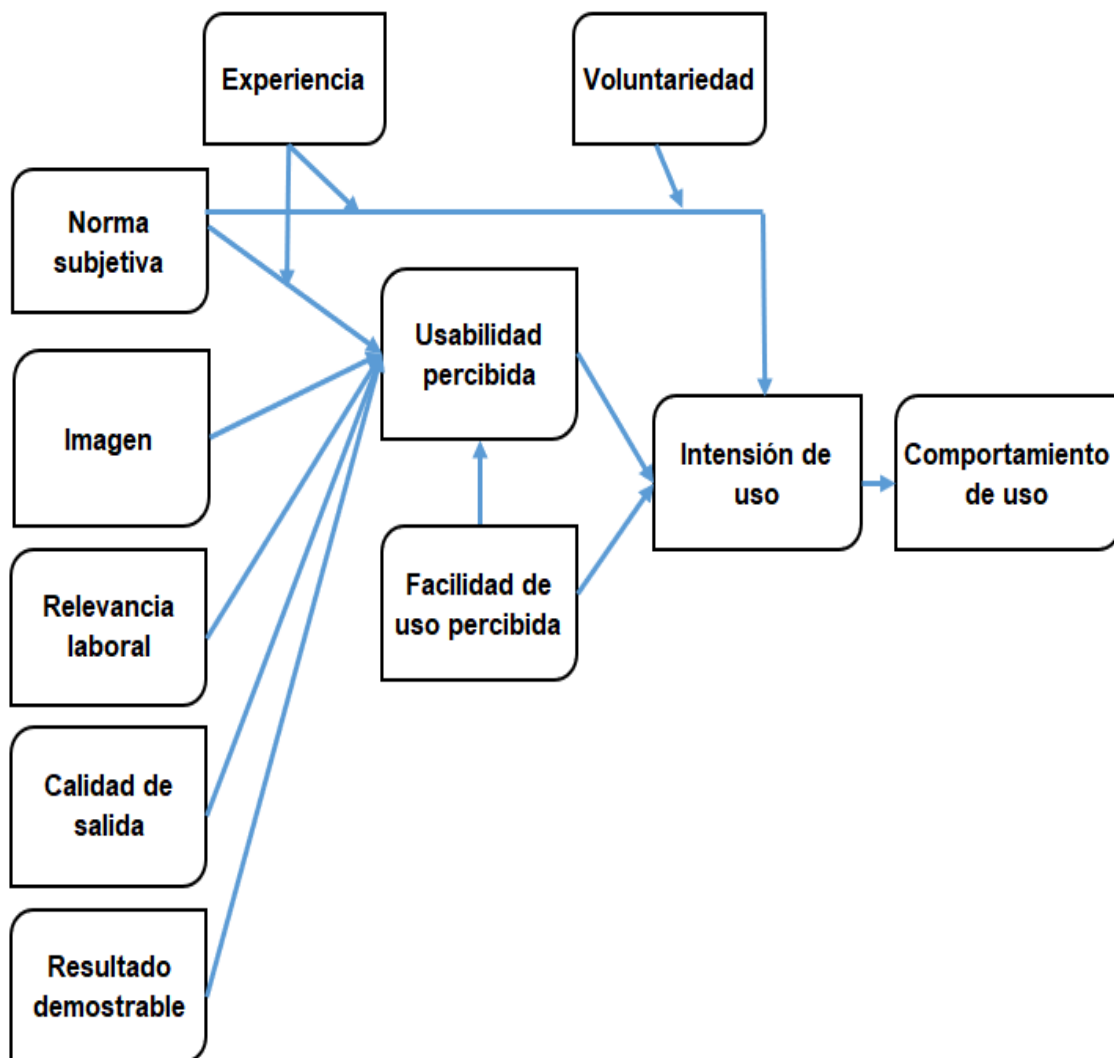 Experiencia
Voluntariedad
Norma
subjetiva
Usabilidad
percibida
Imagen
Intensión de
uso
Comportamiento
de uso
Facilidad de
uso percibida
Relevancia
laboral
Calidad de
salida
Resultado
demostrable